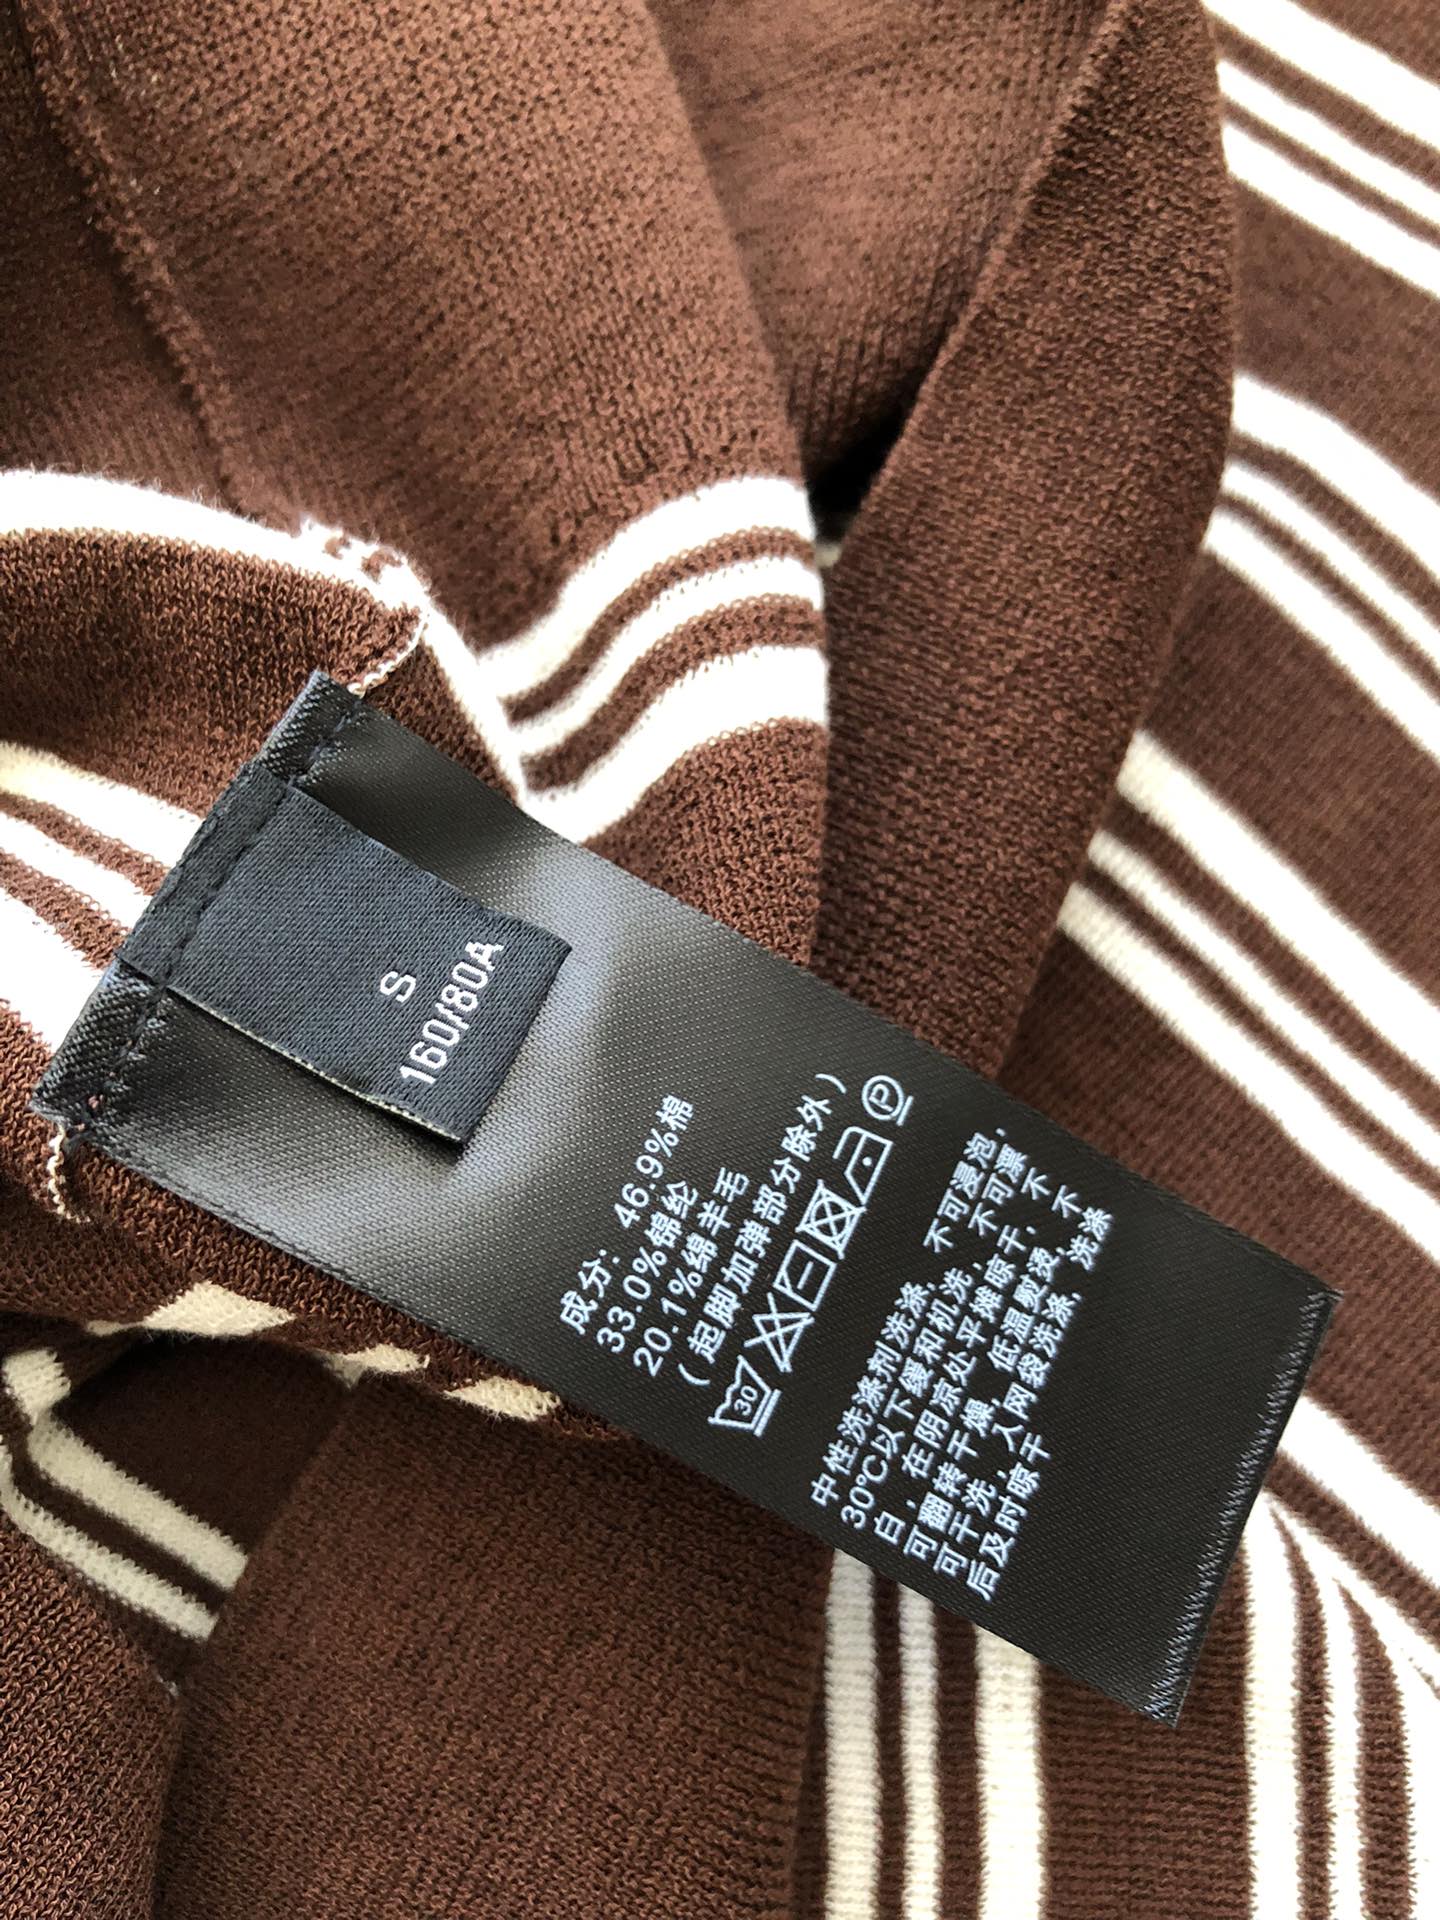 S
160/80A
成分: 46.9%棉
33.0%锦纶
20.1%绵羊毛
(起脚加弹部分除外)
30 P
中性洗涤剂洗涤, 不可浸泡,
30℃以下缓和机洗, 不可漂
白, 在阴凉处平摊晾干, 不
可翻转干燥, 低温熨烫, 不
可干洗, 入网袋洗涤, 洗涤
后及时晾干